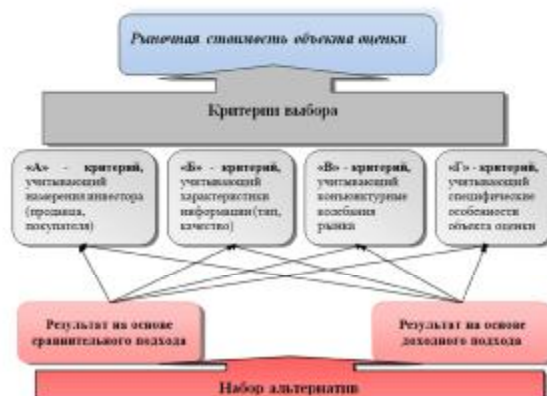 Рыночная стоимость объекта оценки
Критерии выбора
«А» - критерий,
учитывающий
намерения инвестора
(продавца,
покупателя)
«Б» - критерий,
учитывающий
характеристики
информации (тип,
качество)
«В» - критерий,
учитывающий
конъюнктурные
колебания
рынка
«Г» - критерий,
учитывающий
специфические
особенности
объекта оценки
Результат на основе
сравнительного подхода
Результат на основе
доходного подхода
Набор альтернатив